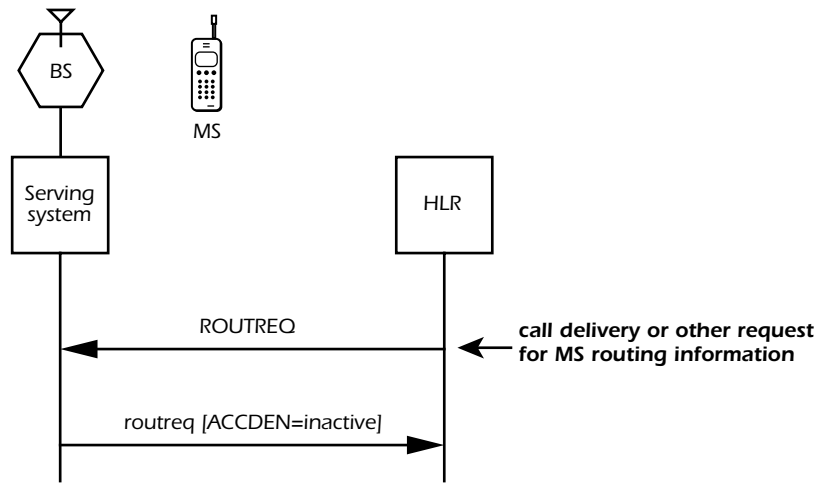 BS
MS
Serving
system
HLR
ROUTREQ
call delivery or other request
for MS routing information
routreq [ACCDEN=inactive]